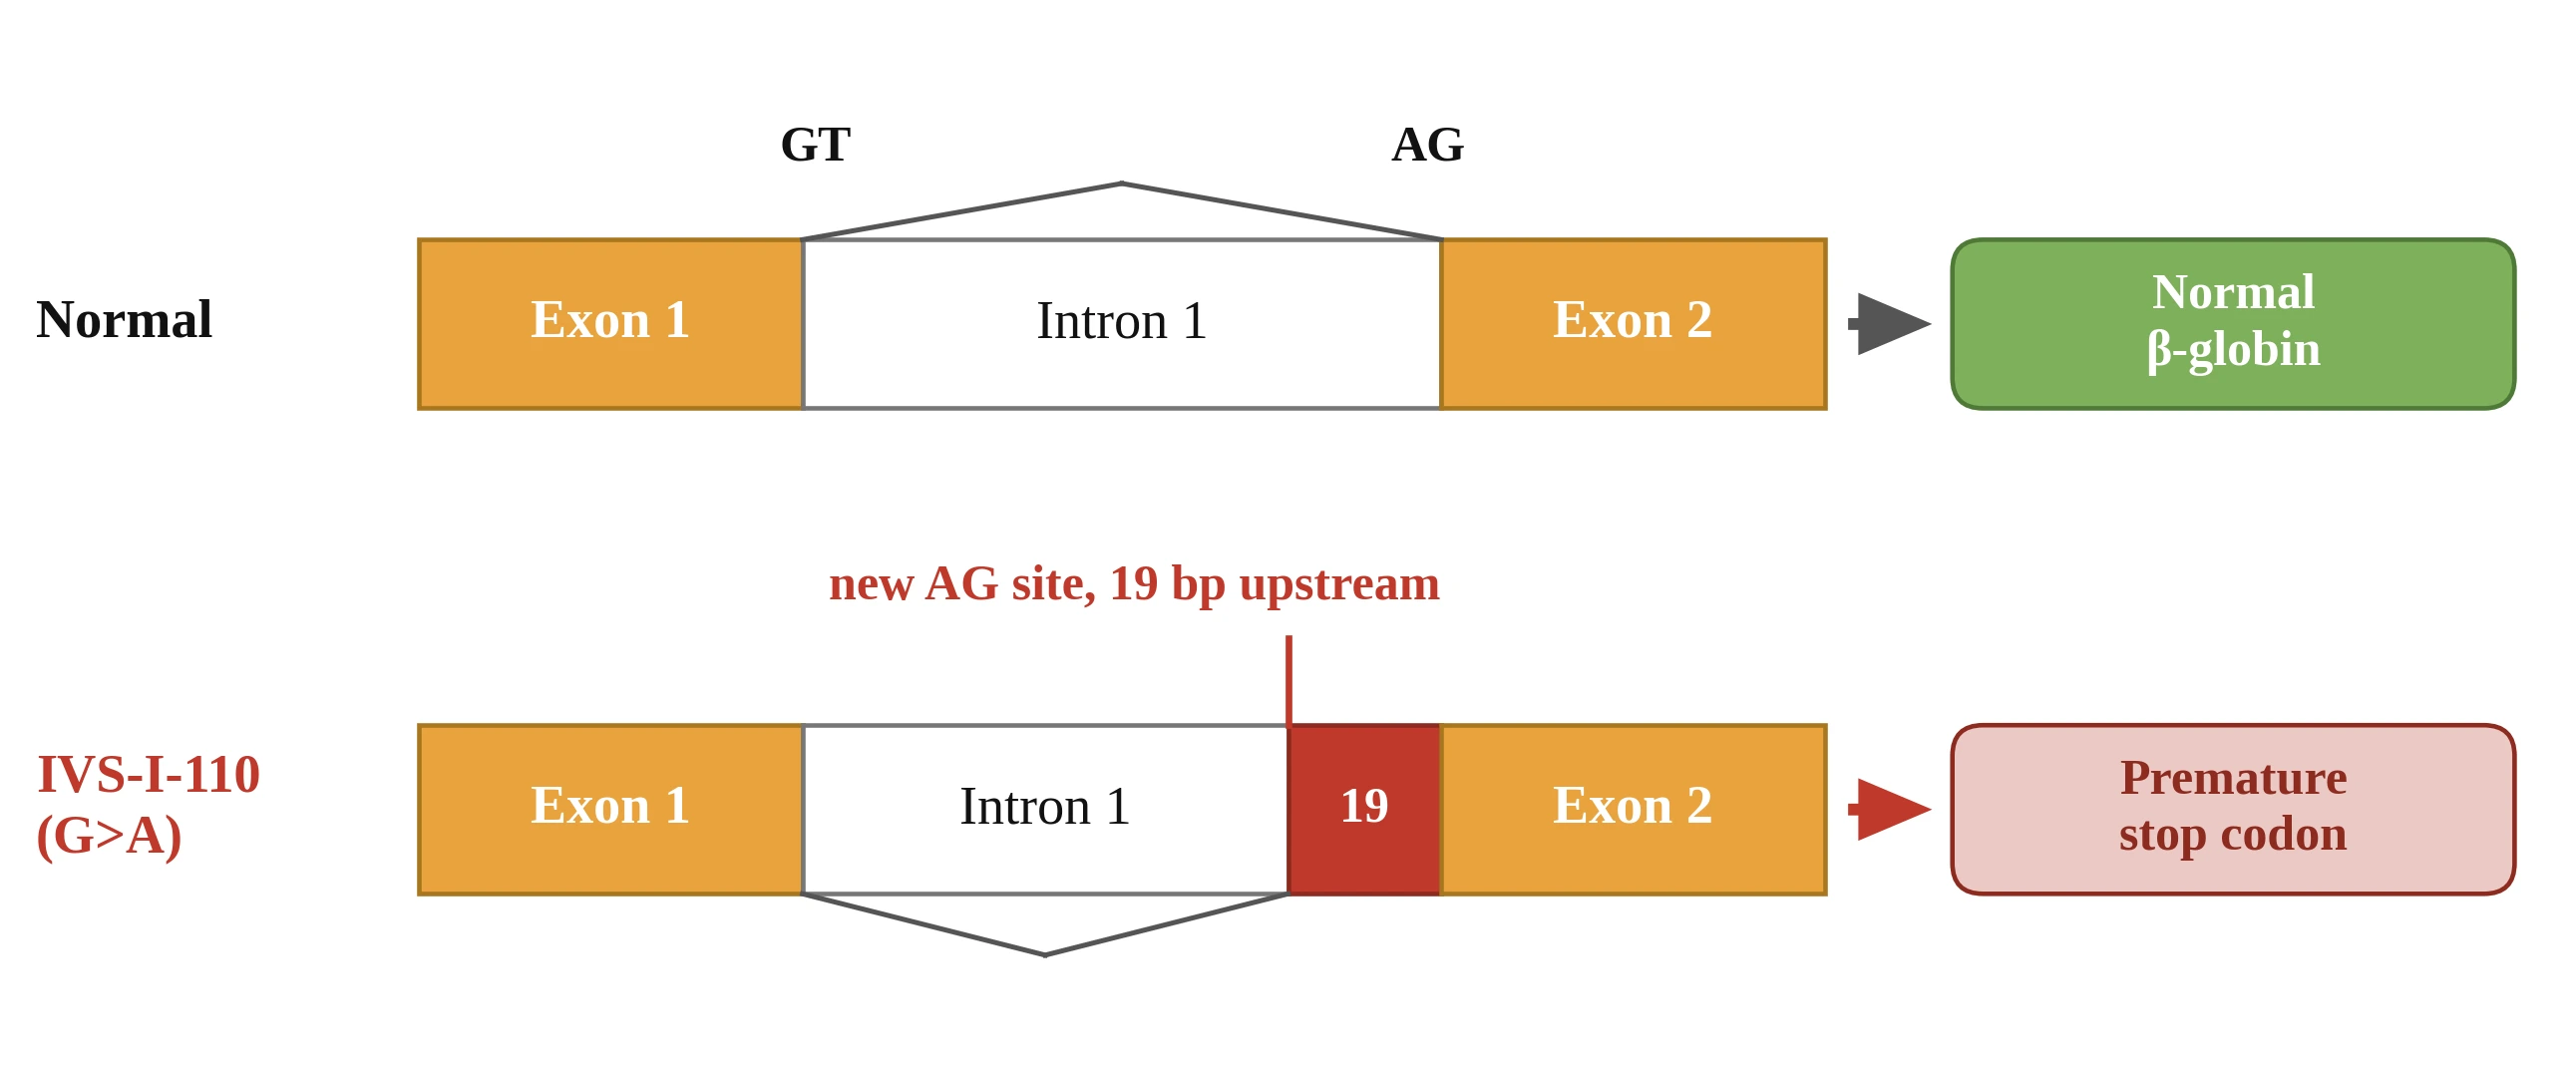 GT
AG
Normal
Exon 1
Intron 1
Exon 2
Normal
β-globin
new AG site, 19 bp upstream
IVS-I-110
(G>A)
Exon 1
Intron 1
19
Exon 2
Premature
stop codon